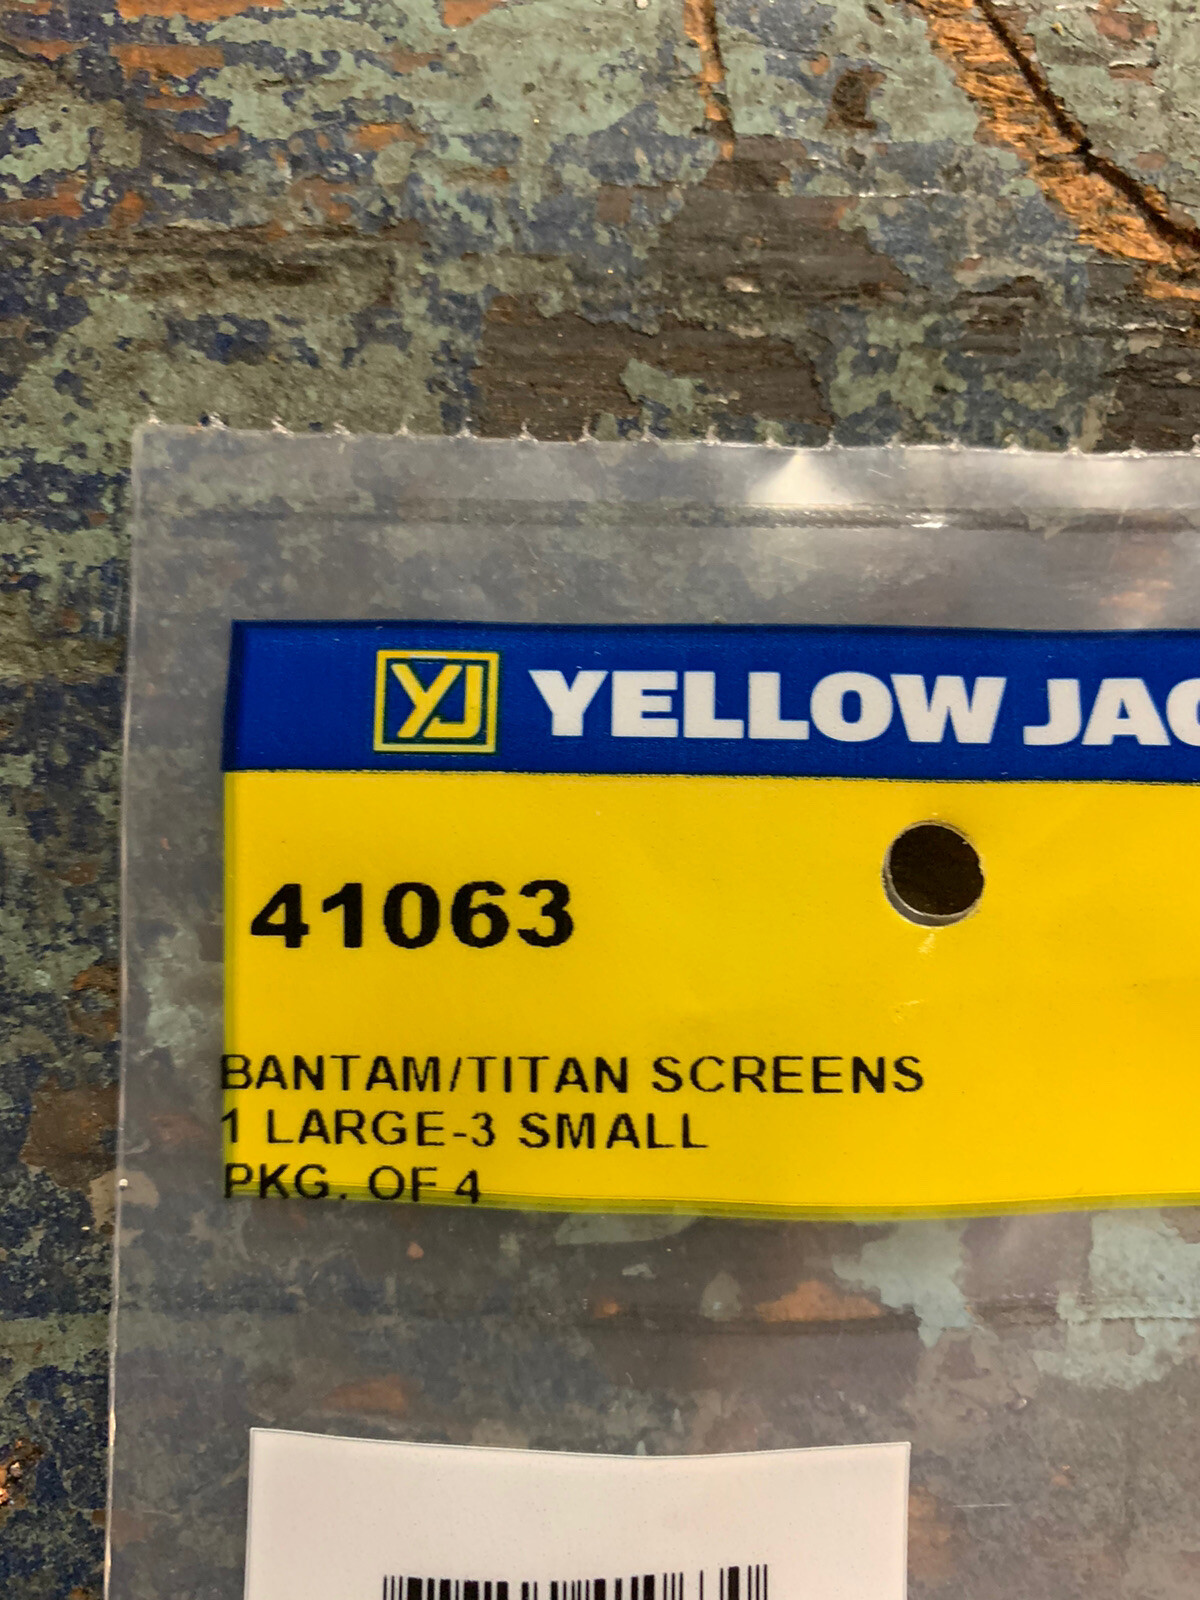 YJ YELLOW JAC
41063
BANTAM/TITAN SCREENS
1 LARGE-3 SMALL
PKG. OF 4